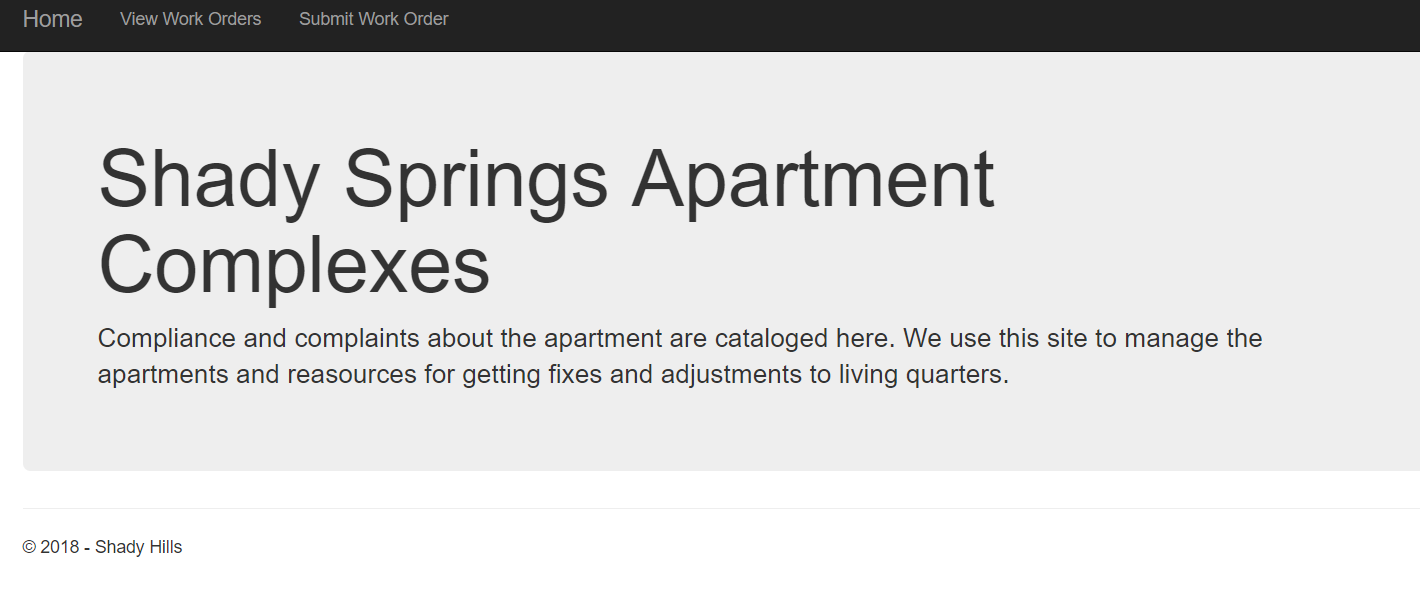 Home View Work Orders Submit Work Order
Shady Springs Apartment
Complexes
Compliance and complaints about the apartment are cataloged here. We use this site to manage the
apartments and reasources for getting fixes and adjustments to living quarters.
© 2018 - Shady Hills